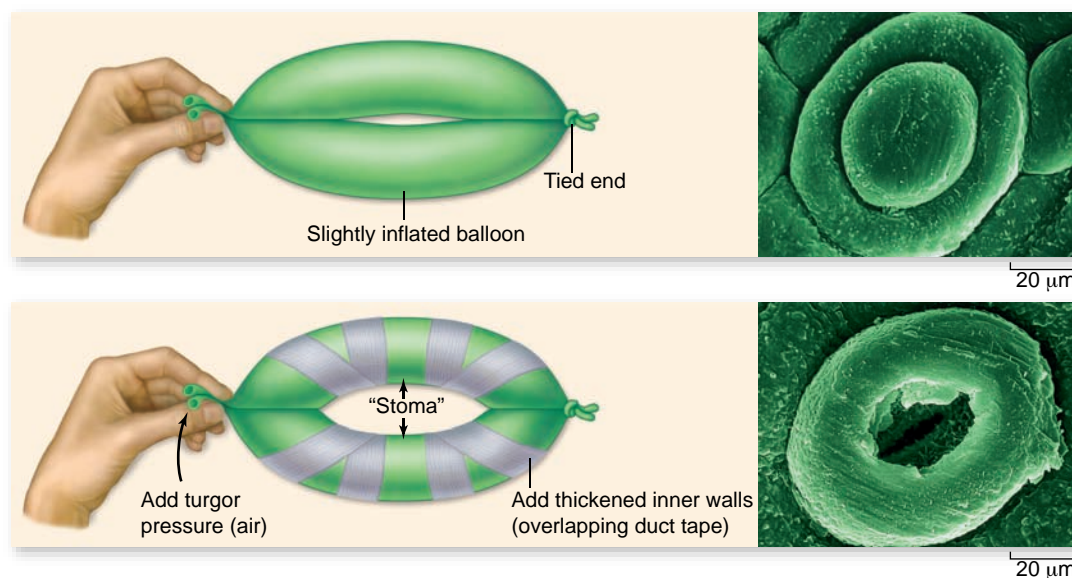 Tied end
Slightly inflated balloon
20 μm
“Stoma”
Add turgor
pressure (air)
Add thickened inner walls
(overlapping duct tape)
20 μm